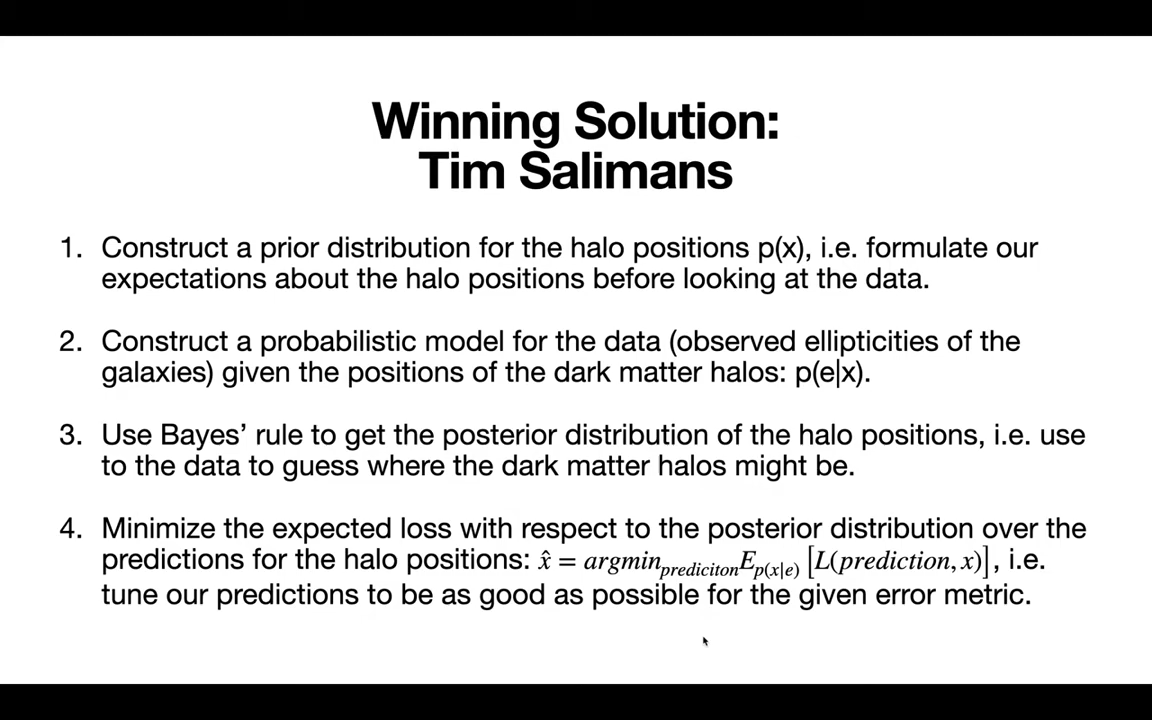 Winning Solution:
Tim Salimans
1. Construct a prior distribution for the halo positions p(x), i.e. formulate our
expectations about the halo positions before looking at the data.
2. Construct a probabilistic model for the data (observed ellipticities of the
galaxies) given the positions of the dark matter halos: p(e|x).
3. Use Bayes’ rule to get the posterior distribution of the halo positions, i.e. use
to the data to guess where the dark matter halos might be.
4. Minimize the expected loss with respect to the posterior distribution over the
predictions for the halo positions: x̂ = argmin_prediciton E_p(x|e) [L(prediction, x)], i.e.
tune our predictions to be as good as possible for the given error metric.